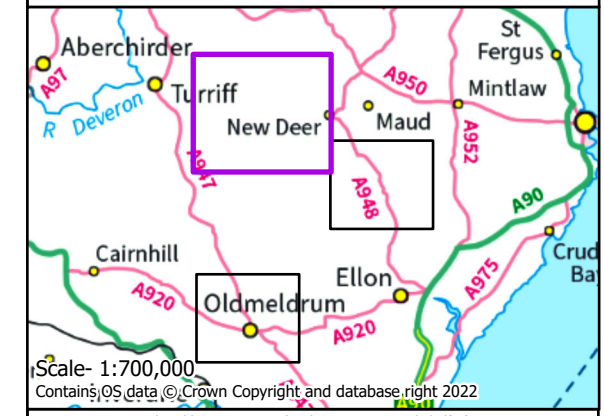 St
Fergus
Aberchirder
A97
A950
Mintlaw
Turriff
R Deveron
New Deer
Maud
A952
A947
A948
A90
Cairnhill
Ellon
A975
Crud
Bay
A920
Oldmeldrum
A920
Scale- 1:700,000
Contains OS data © Crown Copyright and database right 2022